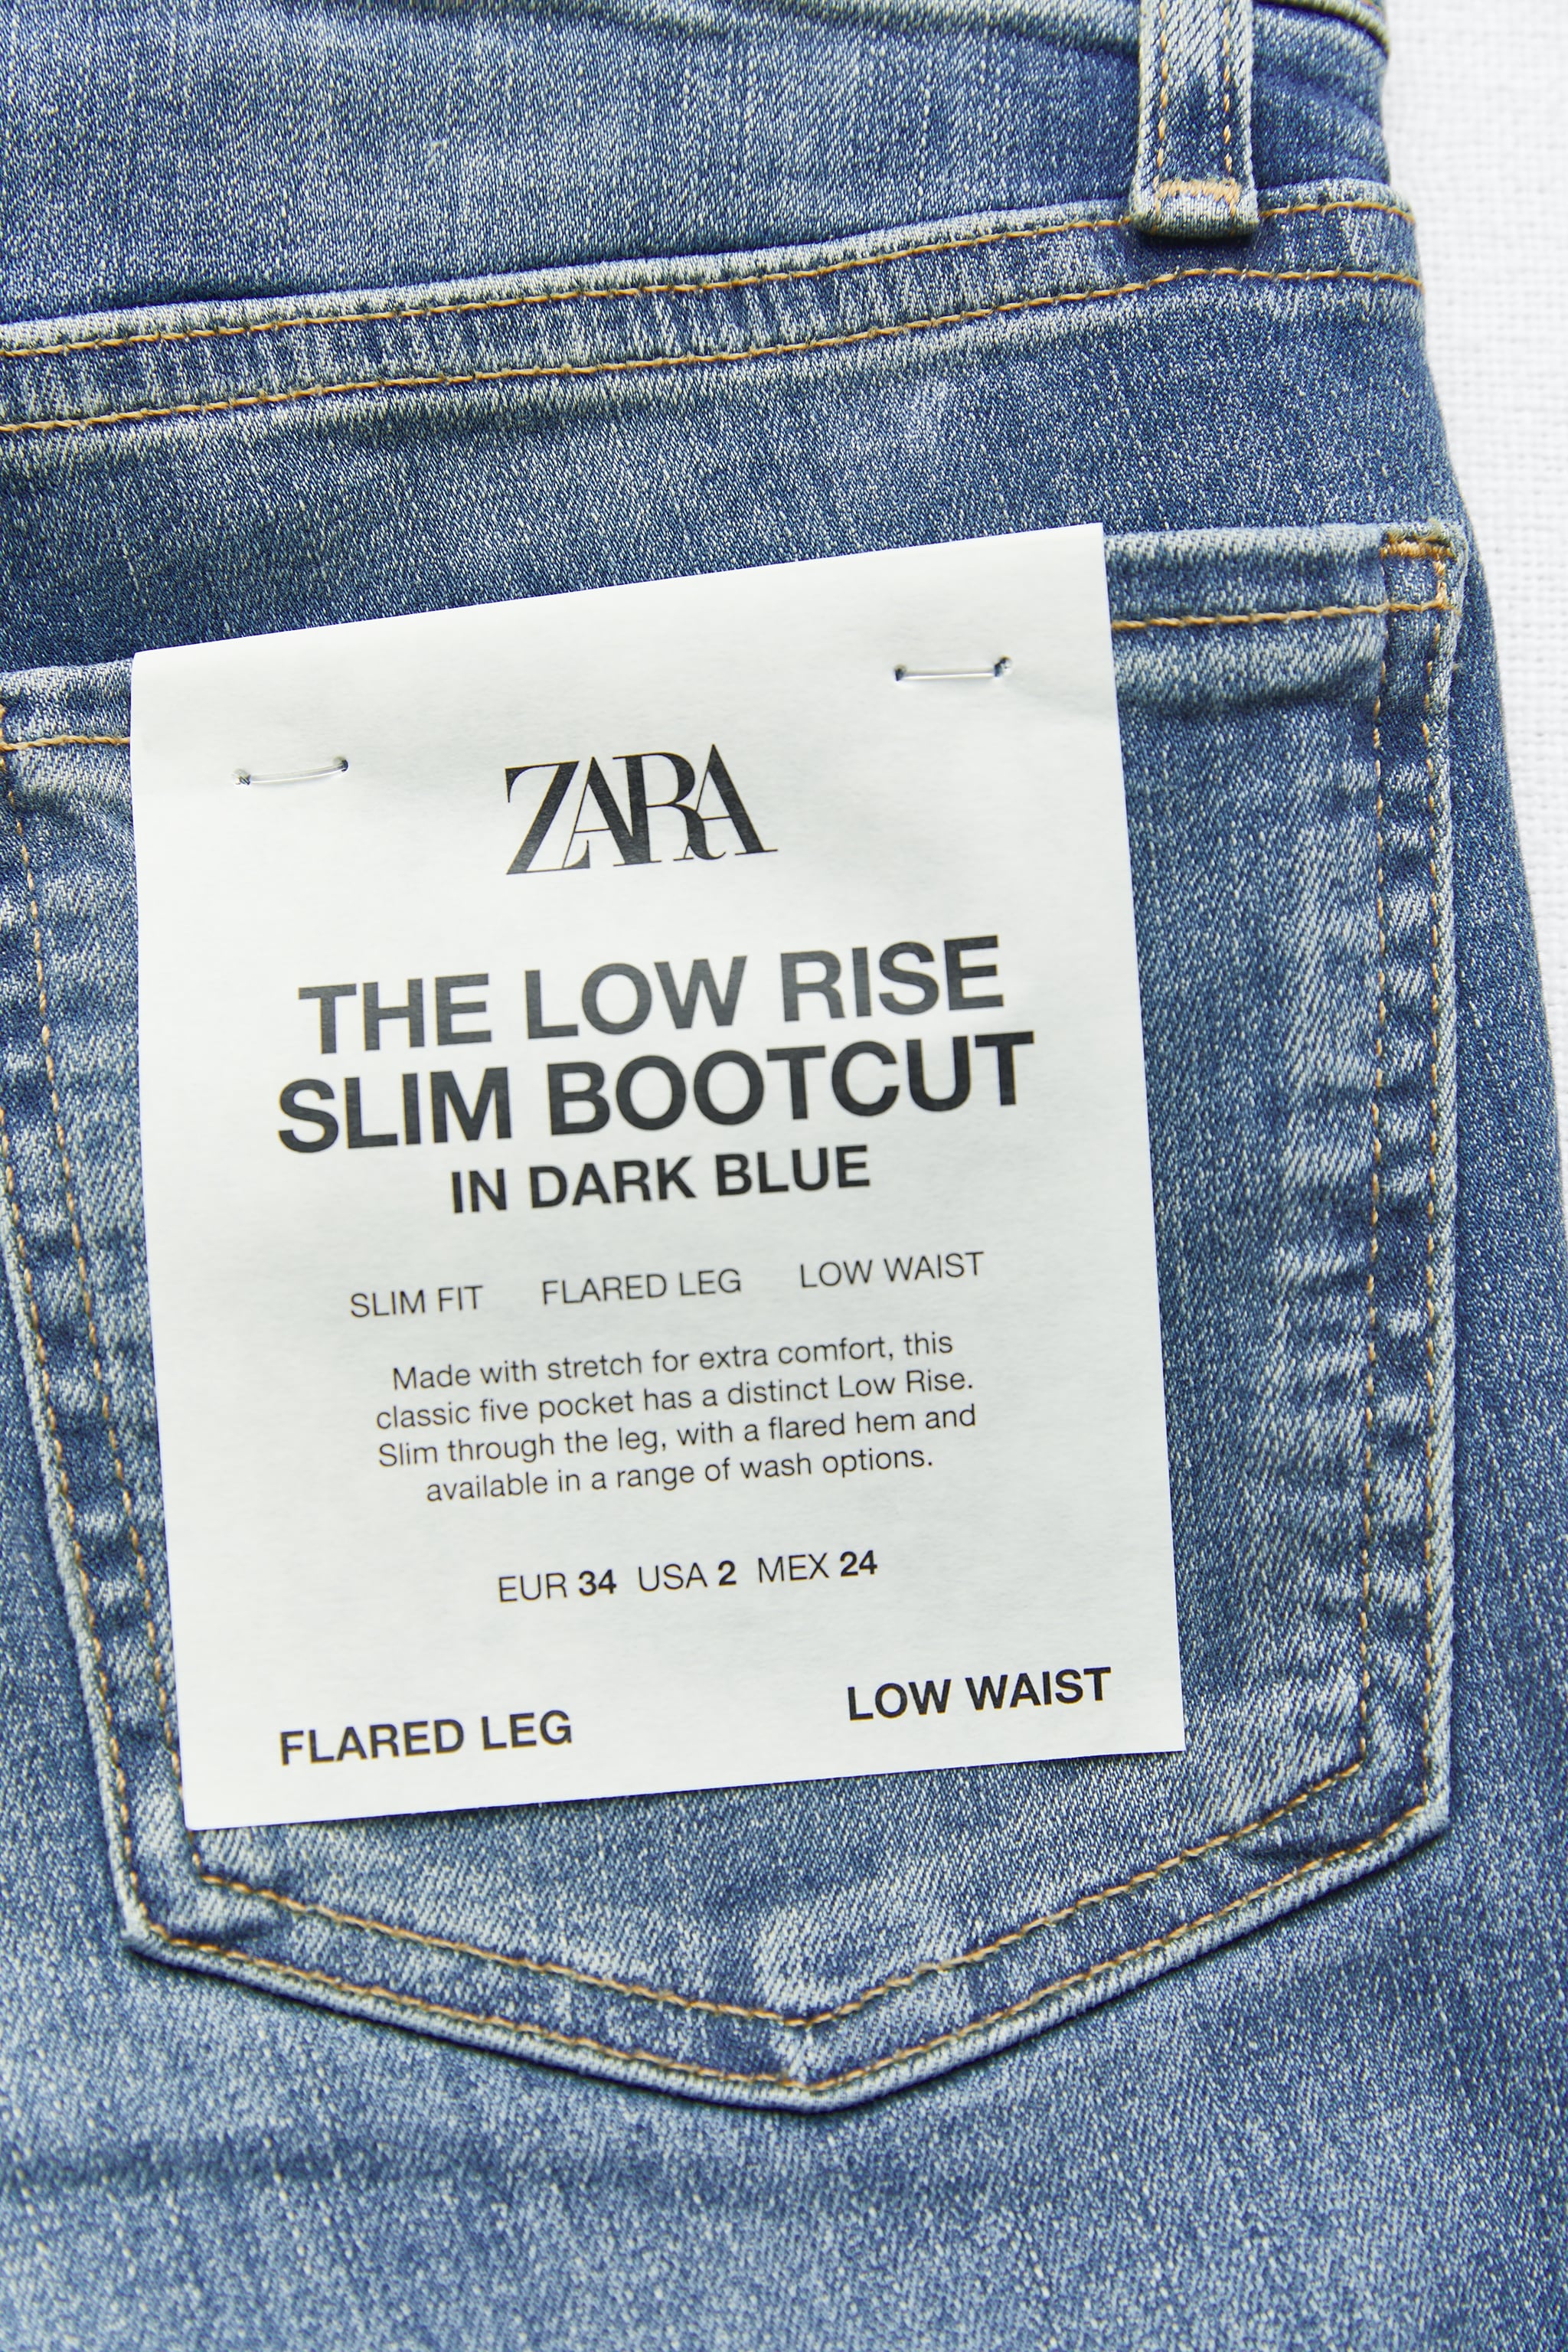 ZARA
THE LOW RISE
SLIM BOOTCUT
IN DARK BLUE
SLIM FIT FLARED LEG LOW WAIST
Made with stretch for extra comfort, this
classic five pocket has a distinct Low Rise.
Slim through the leg, with a flared hem and
available in a range of wash options.
EUR 34 USA 2 MEX 24
FLARED LEG LOW WAIST